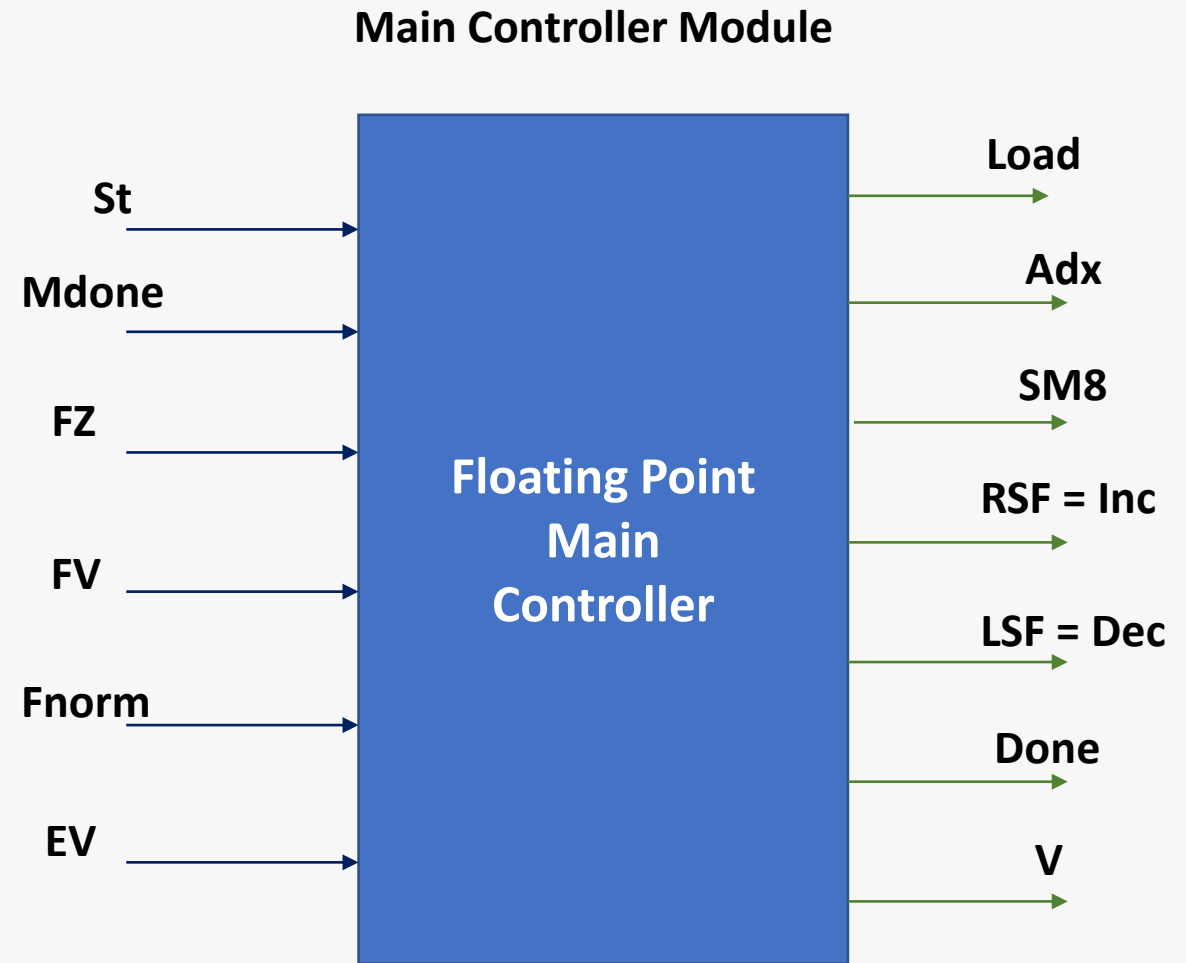 Main Controller Module
St
Mdone
FZ
FV
Fnorm
EV
Floating Point
Main
Controller
Load
Adx
SM8
RSF = Inc
LSF = Dec
Done
V